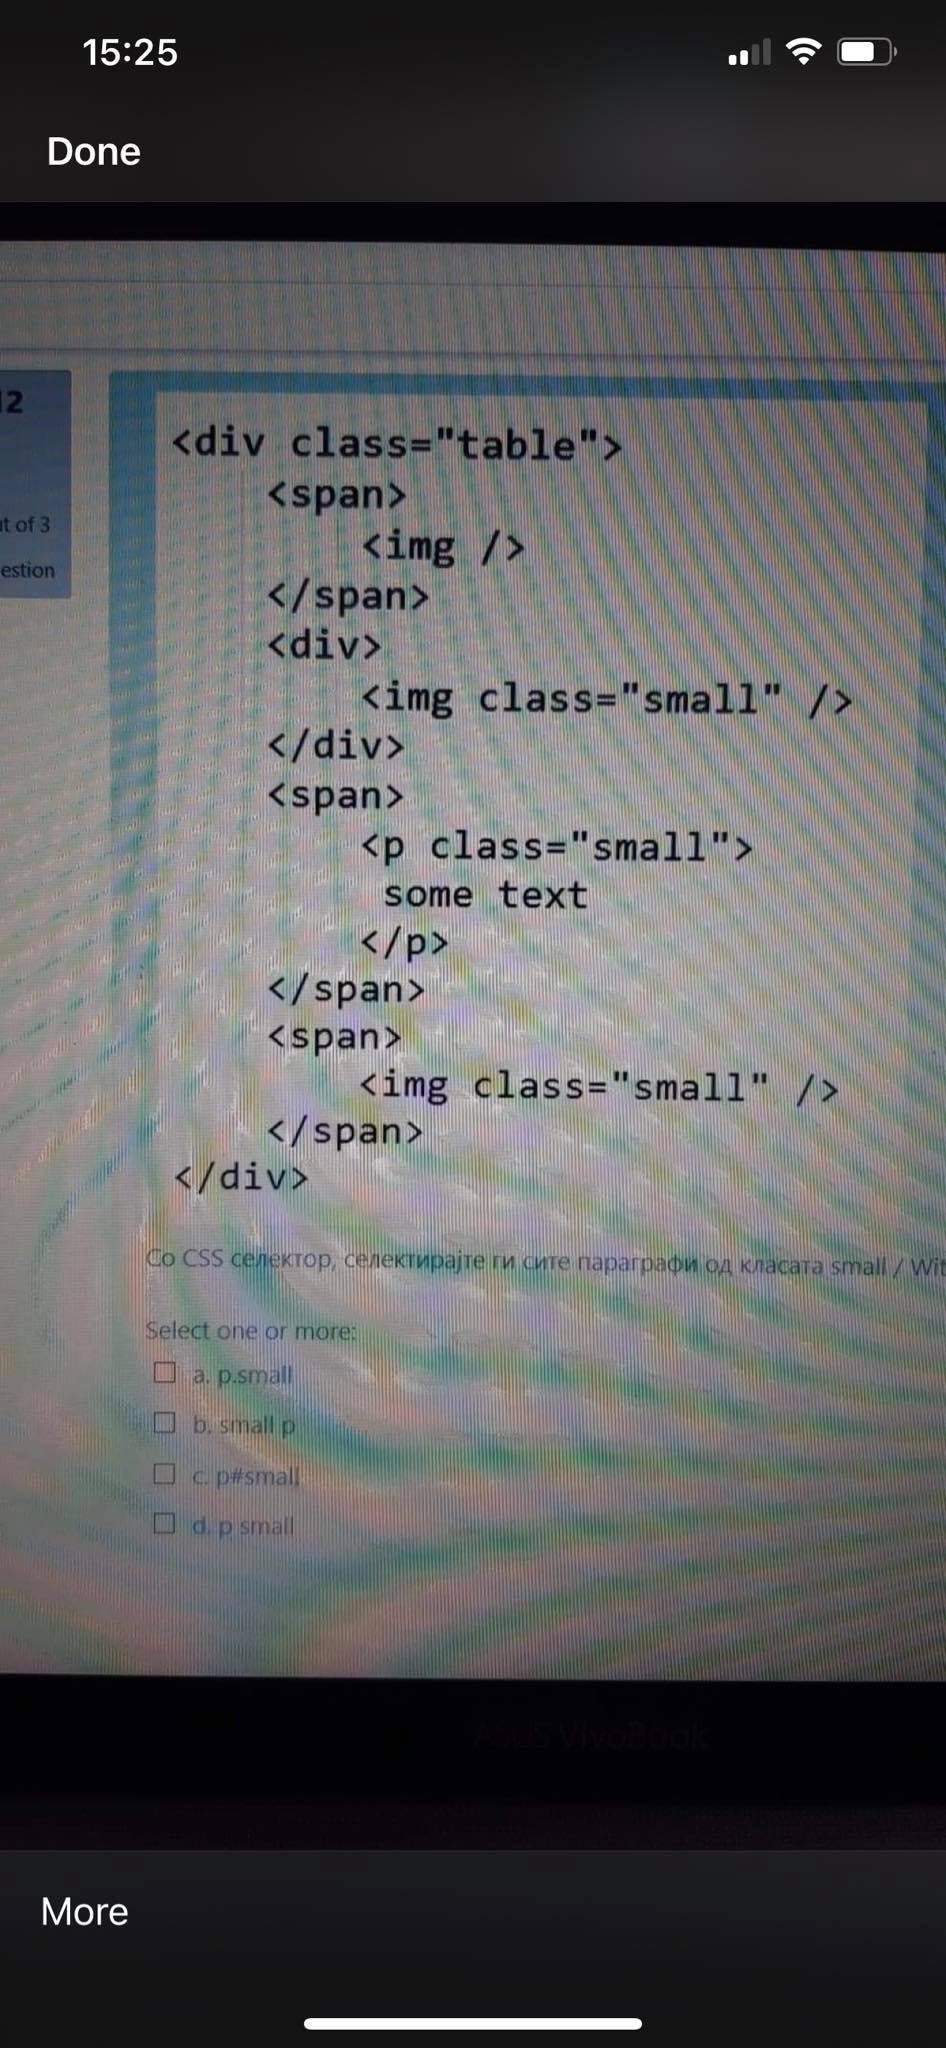 15:25
Done
12
ut of 3
estion
<div class="table">
<span>
<img />
</span>
<div>
<img class="small" />
</div>
<span>
<p class="small">
some text
</p>
</span>
<span>
<img class="small" />
</span>
</div>
Со CSS селектор, селектирајте ги сите параграфи од класата small / Wit
Select one or more:
a. p.small
b. small p
c. p#small
d. p small
ASUS VivoBook
More